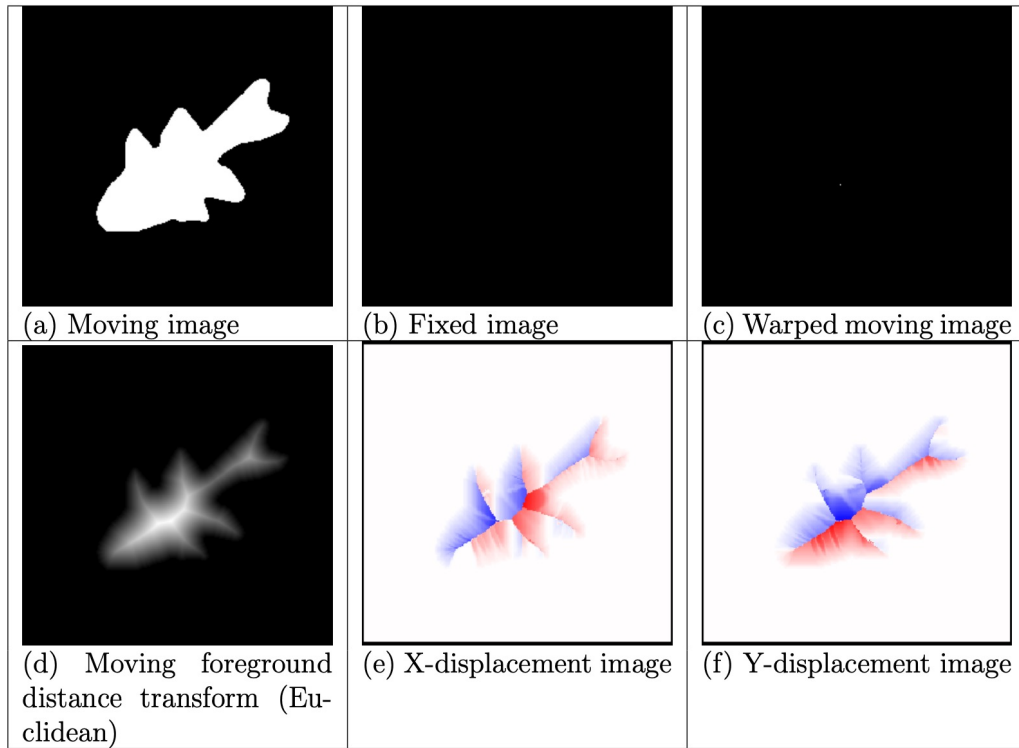 (a) Moving image
(b) Fixed image
(c) Warped moving image
(d) Moving foreground
distance transform (Eu-
clidean)
(e) X-displacement image
(f) Y-displacement image